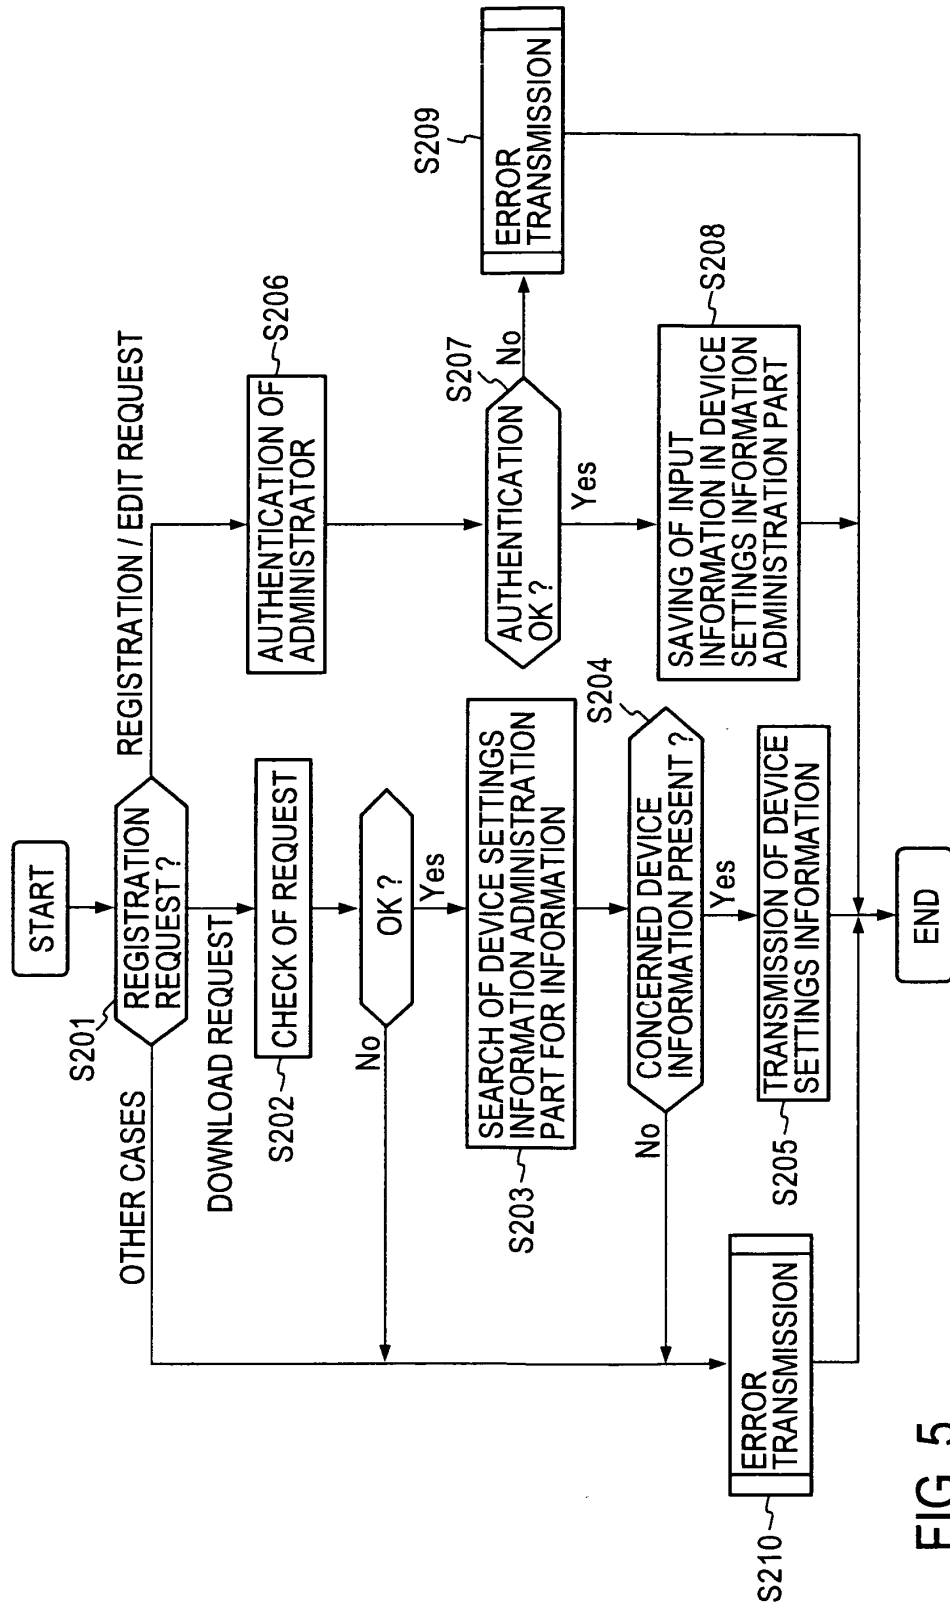 START
S201
REGISTRATION
REQUEST ?
OTHER CASES
DOWNLOAD REQUEST
REGISTRATION / EDIT REQUEST
S202
CHECK OF REQUEST
OK ?
No
Yes
S203
SEARCH OF DEVICE SETTINGS
INFORMATION ADMINISTRATION
PART FOR INFORMATION
S204
CONCERNED DEVICE
INFORMATION PRESENT ?
No
Yes
S205
TRANSMISSION OF DEVICE
SETTINGS INFORMATION
S206
AUTHENTICATION OF
ADMINISTRATOR
S207
AUTHENTICATION
OK ?
No
Yes
S208
SAVING OF INPUT
INFORMATION IN DEVICE
SETTINGS INFORMATION
ADMINISTRATION PART
S209
ERROR
TRANSMISSION
S210
ERROR
TRANSMISSION
END
FIG. 5